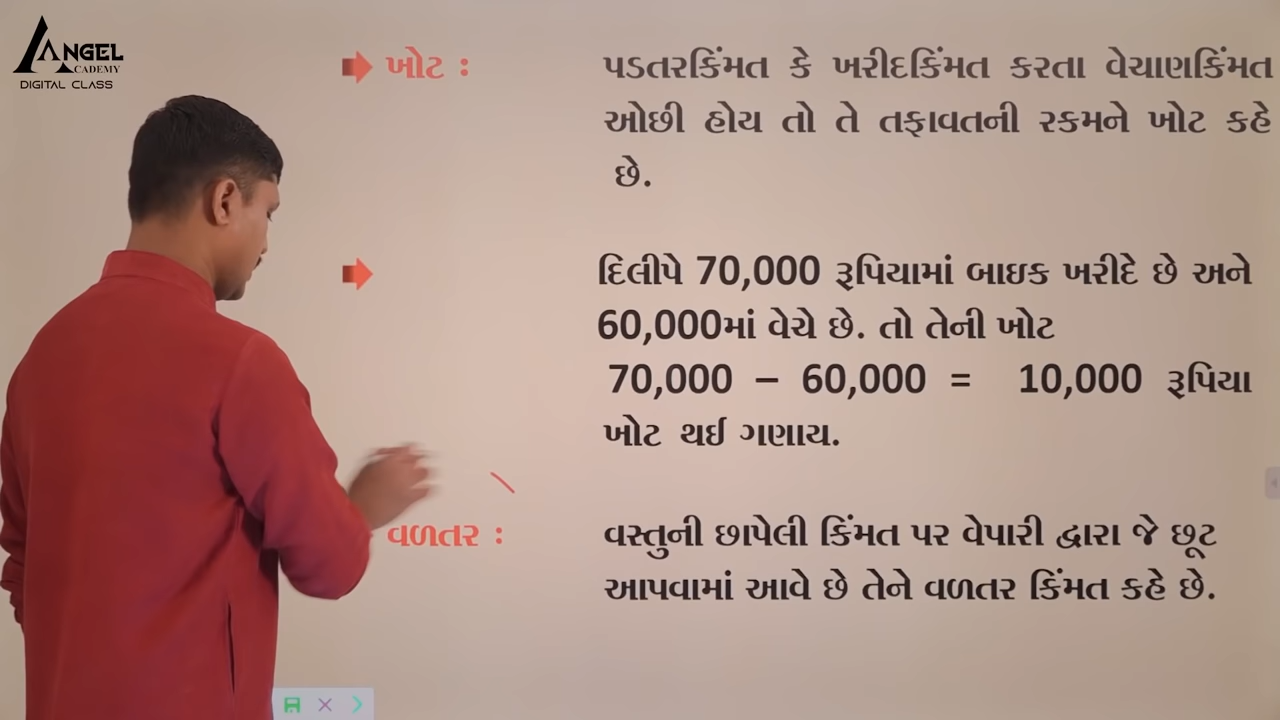 ANGEL
ACADEMY
DIGITAL CLASS
ખોટ : પડતરકિંમત કે ખરીદકિંમત કરતા વેચાણકિંમત
ઓછી હોય તો તે તફાવતની રકમને ખોટ કહે
છે.
દિલીપે 70,000 રૂપિયામાં બાઇક ખરીદે છે અને
60,000માં વેચે છે. તો તેની ખોટ
70,000 – 60,000 = 10,000 રૂપિયા
ખોટ થઈ ગણાય.
વળતર : વસ્તુની છાપેલી કિંમત પર વેપારી દ્વારા જે છૂટ
આપવામાં આવે છે તેને વળતર કિંમત કહે છે.